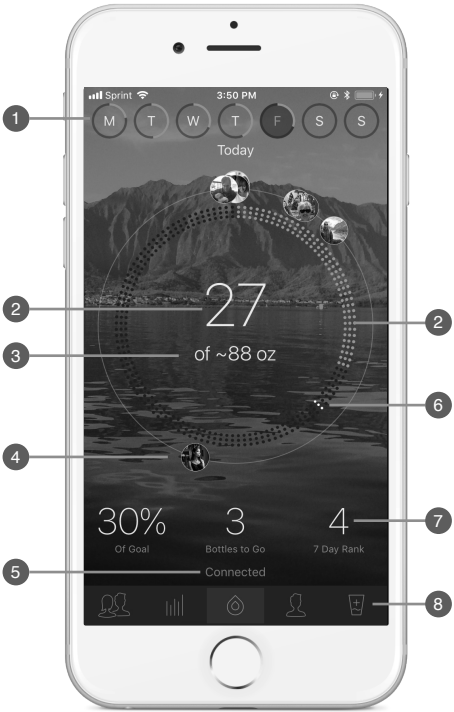 Sprint 3:50 PM
1
M T W T F S S
Today
2 27 2
3 of ~88 oz
6
4
30% 3 4 7
Of Goal Bottles to Go 7 Day Rank
5 Connected
8